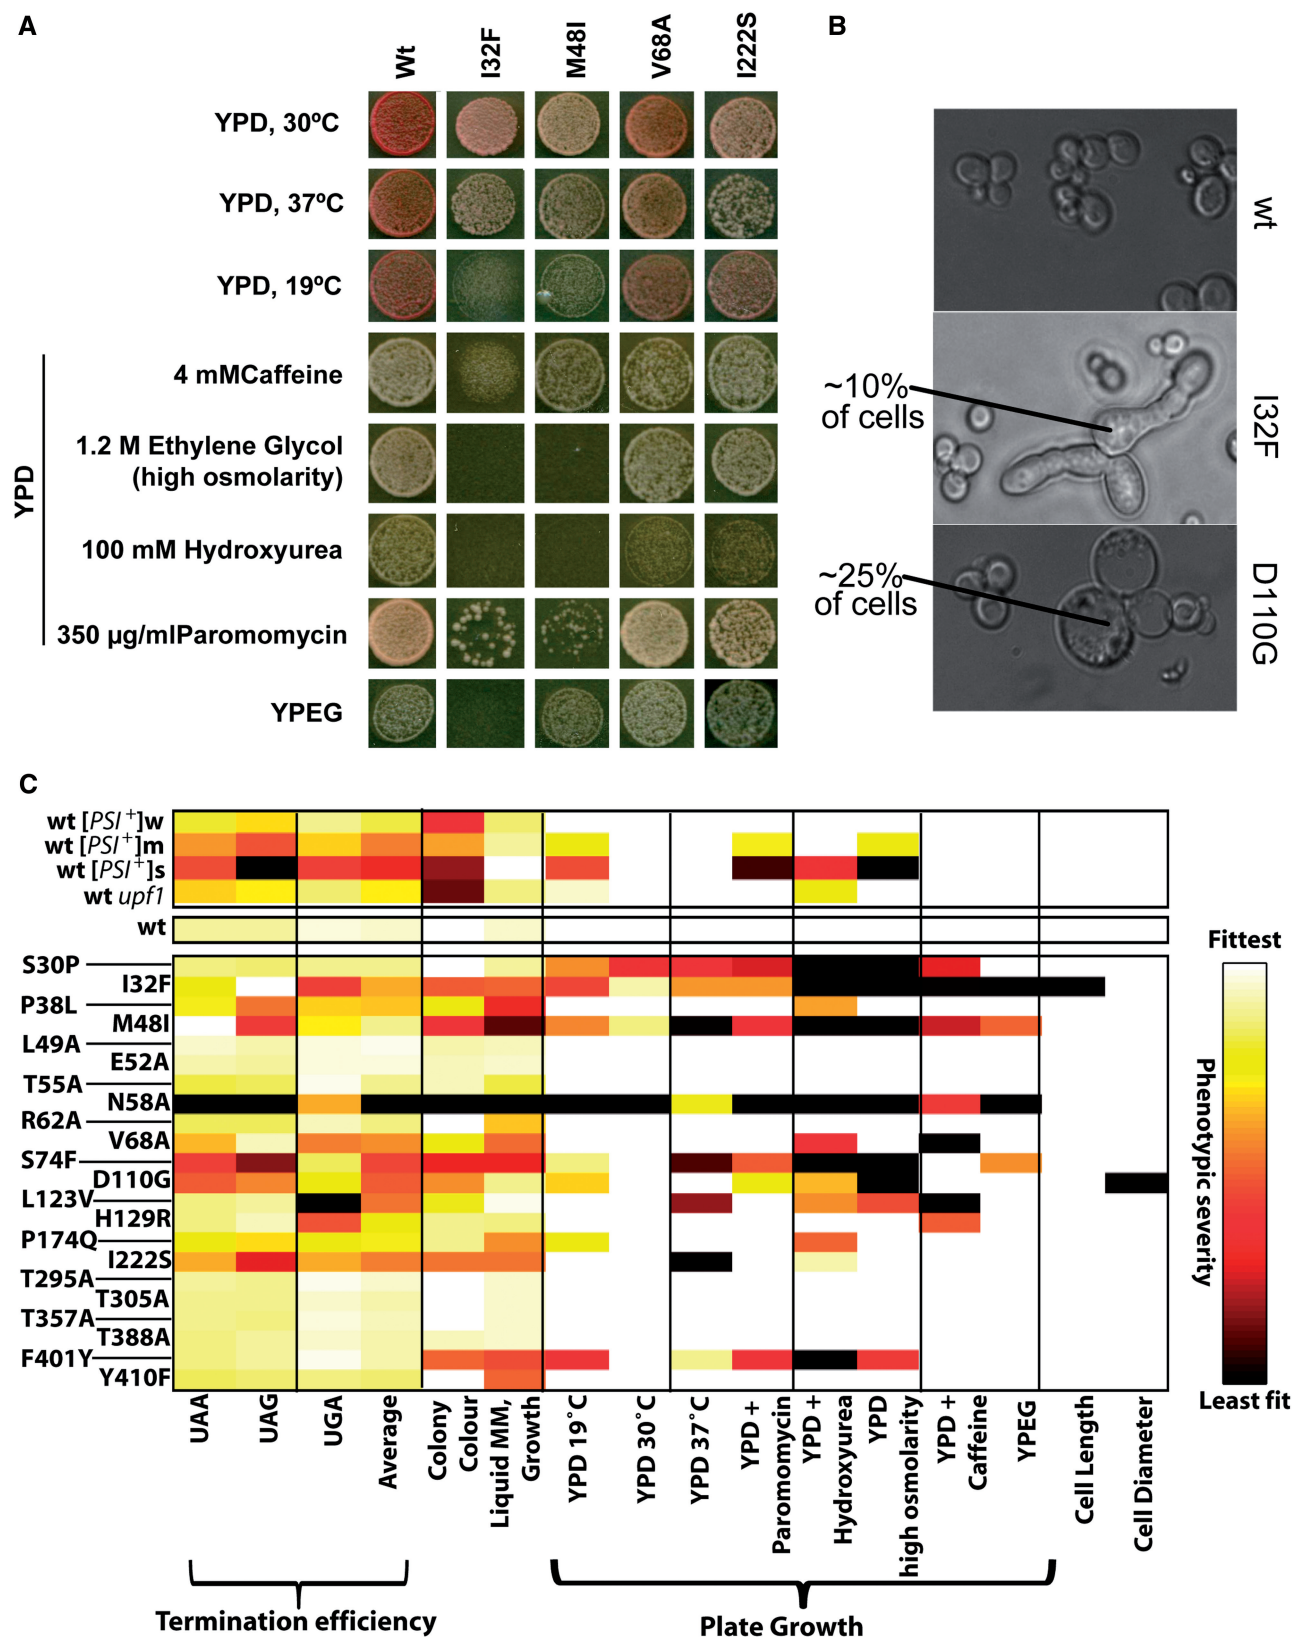 A
Wt
I32F
M48I
V68A
I222S
YPD, 30ºC
YPD, 37ºC
YPD, 19ºC
YPD
4 mMCaffeine
1.2 M Ethylene Glycol
(high osmolarity)
100 mM Hydroxyurea
350 µg/mlParomomycin
YPEG
B
wt
~10%
of cells
I32F
~25%
of cells
D110G
C
wt [PSI+]w
wt [PSI+]m
wt [PSI+]s
wt upf1
wt
S30P
I32F
P38L
M48I
L49A
E52A
T55A
N58A
R62A
V68A
S74F
D110G
L123V
H129R
P174Q
I222S
T295A
T305A
T357A
T388A
F401Y
Y410F
Fittest
Phenotypic severity
Least fit
UAA
UAG
UGA
Average
Colony
Colour
Liquid MM,
Growth
YPD 19˚C
YPD 30˚C
YPD 37˚C
YPD +
Paromomycin
YPD +
Hydroxyurea
YPD
high osmolarity
YPD +
Caffeine
YPEG
Cell Length
Cell Diameter
Termination efficiency
Plate Growth